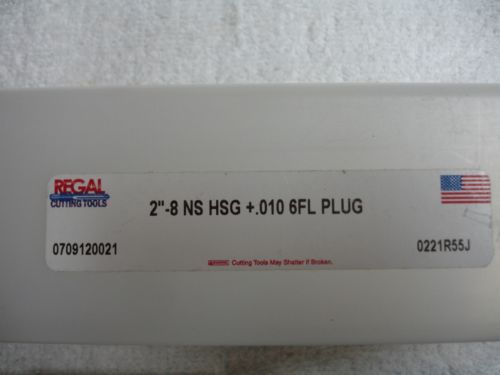 REGAL
CUTTING TOOLS
2"-8 NS HSG +.010 6FL PLUG
0709120021
0221R55J
Cutting Tools May Shatter if Broken.